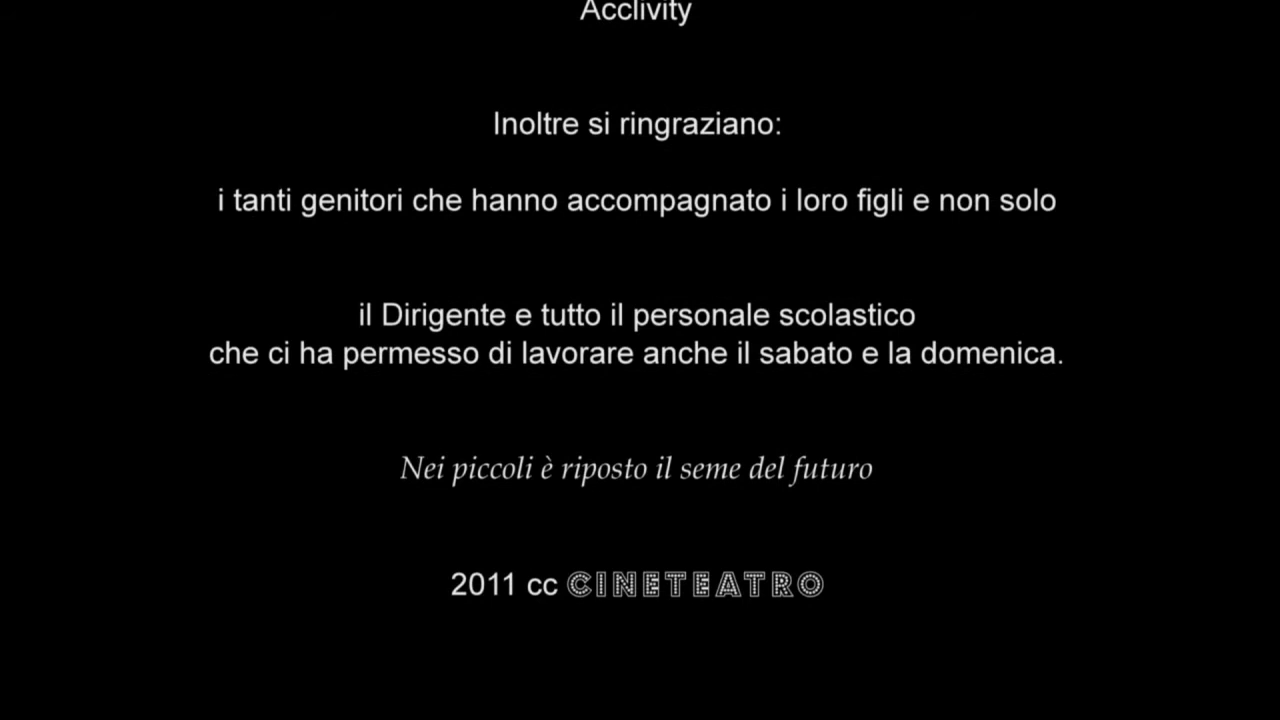 Acclivity
Inoltre si ringraziano:
i tanti genitori che hanno accompagnato i loro figli e non solo
il Dirigente e tutto il personale scolastico
che ci ha permesso di lavorare anche il sabato e la domenica.
Nei piccoli è riposto il seme del futuro
2011 cc CINETEATRO